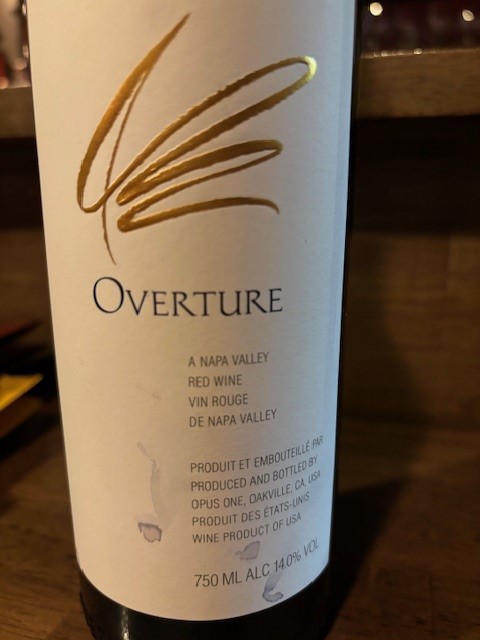 OVERTURE
A NAPA VALLEY
RED WINE
VIN ROUGE
DE NAPA VALLEY
PRODUIT ET EMBOUTEILLÉ PAR
PRODUCED AND BOTTLED BY
OPUS ONE, OAKVILLE, CA, USA
PRODUIT DES ÉTATS-UNIS
WINE PRODUCT OF USA
750 ML ALC 14.0% VOL